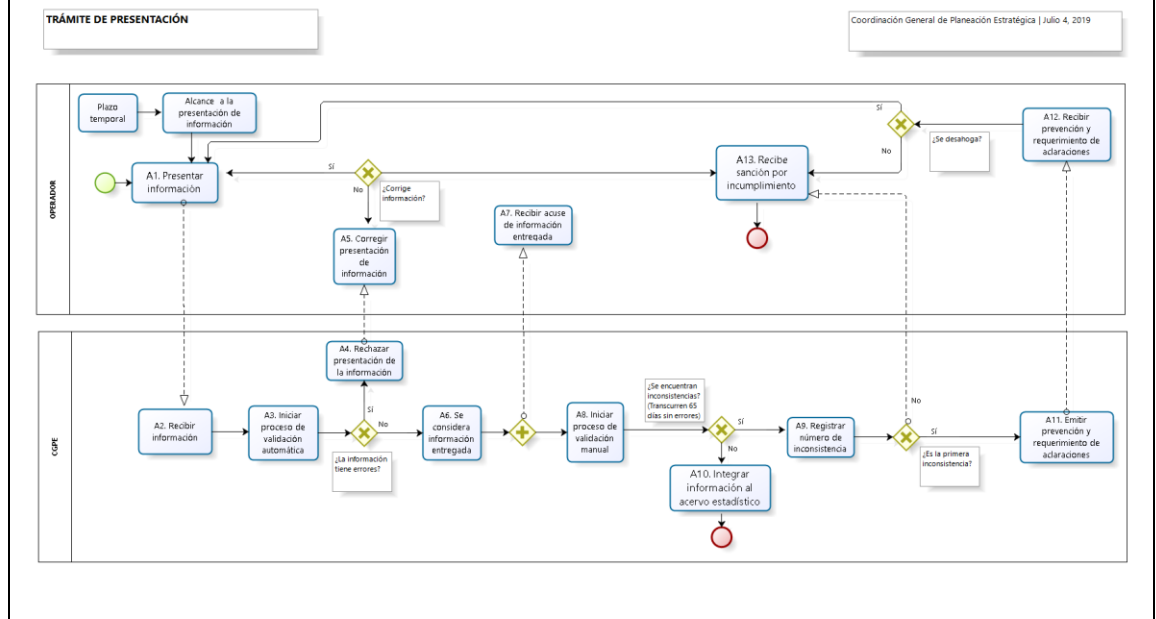 TRÁMITE DE PRESENTACIÓN
Coordinación General de Planeación Estratégica | Julio 4, 2019
OPERADOR
Plazo
temporal
Alcance a la
presentación de
información
A1. Presentar
información
Sí
No
¿Corrige
información?
A5. Corregir
presentación
de
información
A7. Recibir acuse
de información
entregada
A13. Recibe
sanción por
incumplimiento
Sí
No
¿Se desahoga?
A12. Recibir
prevención y
requerimiento de
aclaraciones
CGPE
A2. Recibir
información
A3. Iniciar
proceso de
validación
automática
A4. Rechazar
presentación de
la información
Sí
No
¿La información
tiene errores?
A6. Se
considera
información
entregada
A8. Iniciar
proceso de
validación
manual
¿Se encuentran
inconsistencias?
(Transcurren 65
días sin errores)
Sí
No
A10. Integrar
información al
acervo estadístico
A9. Registrar
número de
inconsistencia
No
Sí
¿Es la primera
inconsistencia?
A11. Emitir
prevención y
requerimiento de
aclaraciones